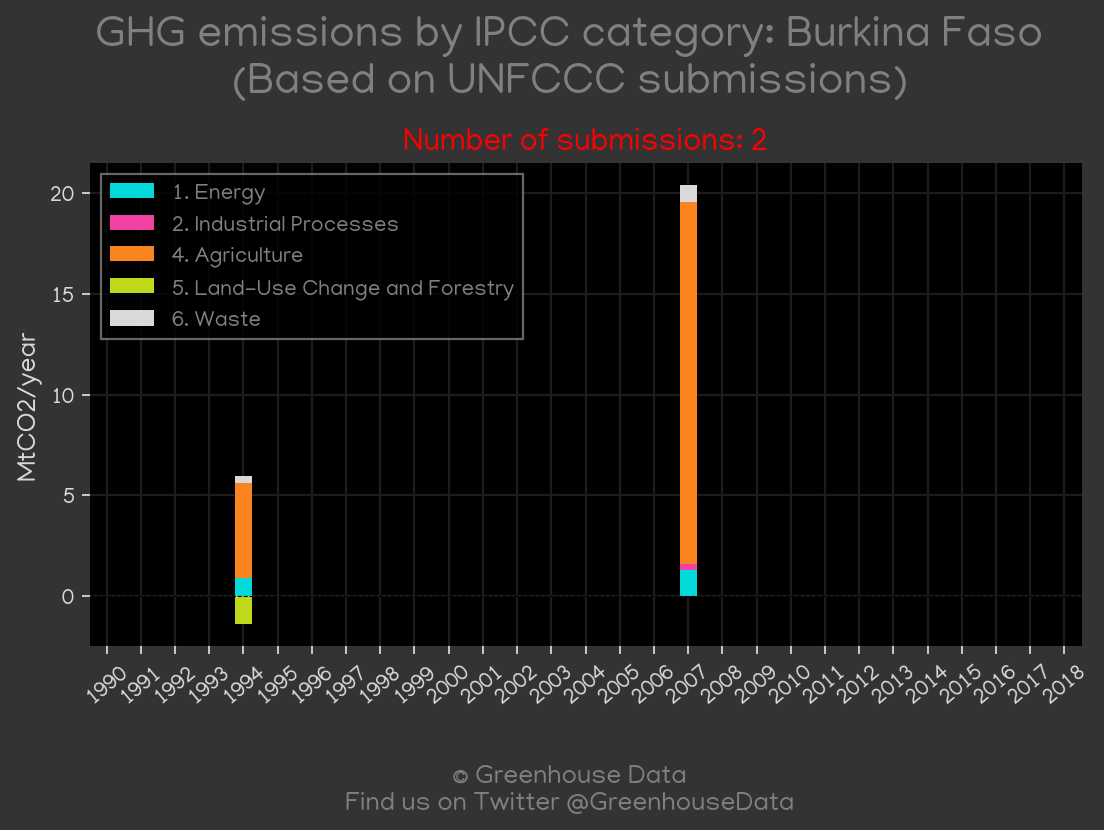 GHG emissions by IPCC category: Burkina Faso
(Based on UNFCCC submissions)
Number of submissions: 2
1. Energy
2. Industrial Processes
4. Agriculture
5. Land-Use Change and Forestry
6. Waste
MtCO2/year
20
15
10
5
0
1990 1991 1992 1993 1994 1995 1996 1997 1998 1999 2000 2001 2002 2003 2004 2005 2006 2007 2008 2009 2010 2011 2012 2013 2014 2015 2016 2017 2018
© Greenhouse Data
Find us on Twitter @GreenhouseData